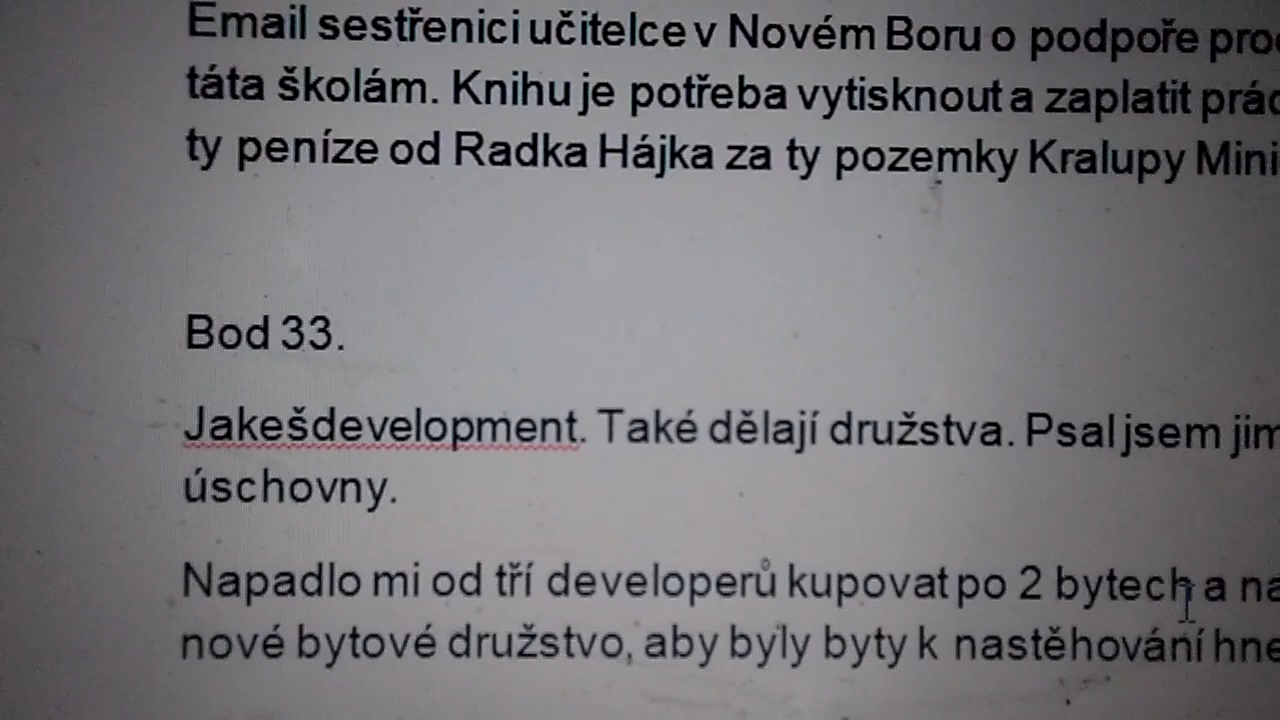 Email sestřenici učitelce v Novém Boru o podpoře
táta školám. Knihu je potřeba vytisknout a zaplatit
ty peníze od Radka Hájka za ty pozemky Kralupy
Bod 33.
Jakešdevelopment. Také dělají družstva. Psal jsem
úschovny.
Napadlo mi od tří developerů kupovat po 2 bytech a
nové bytové družstvo, aby byly byty k nastěhování